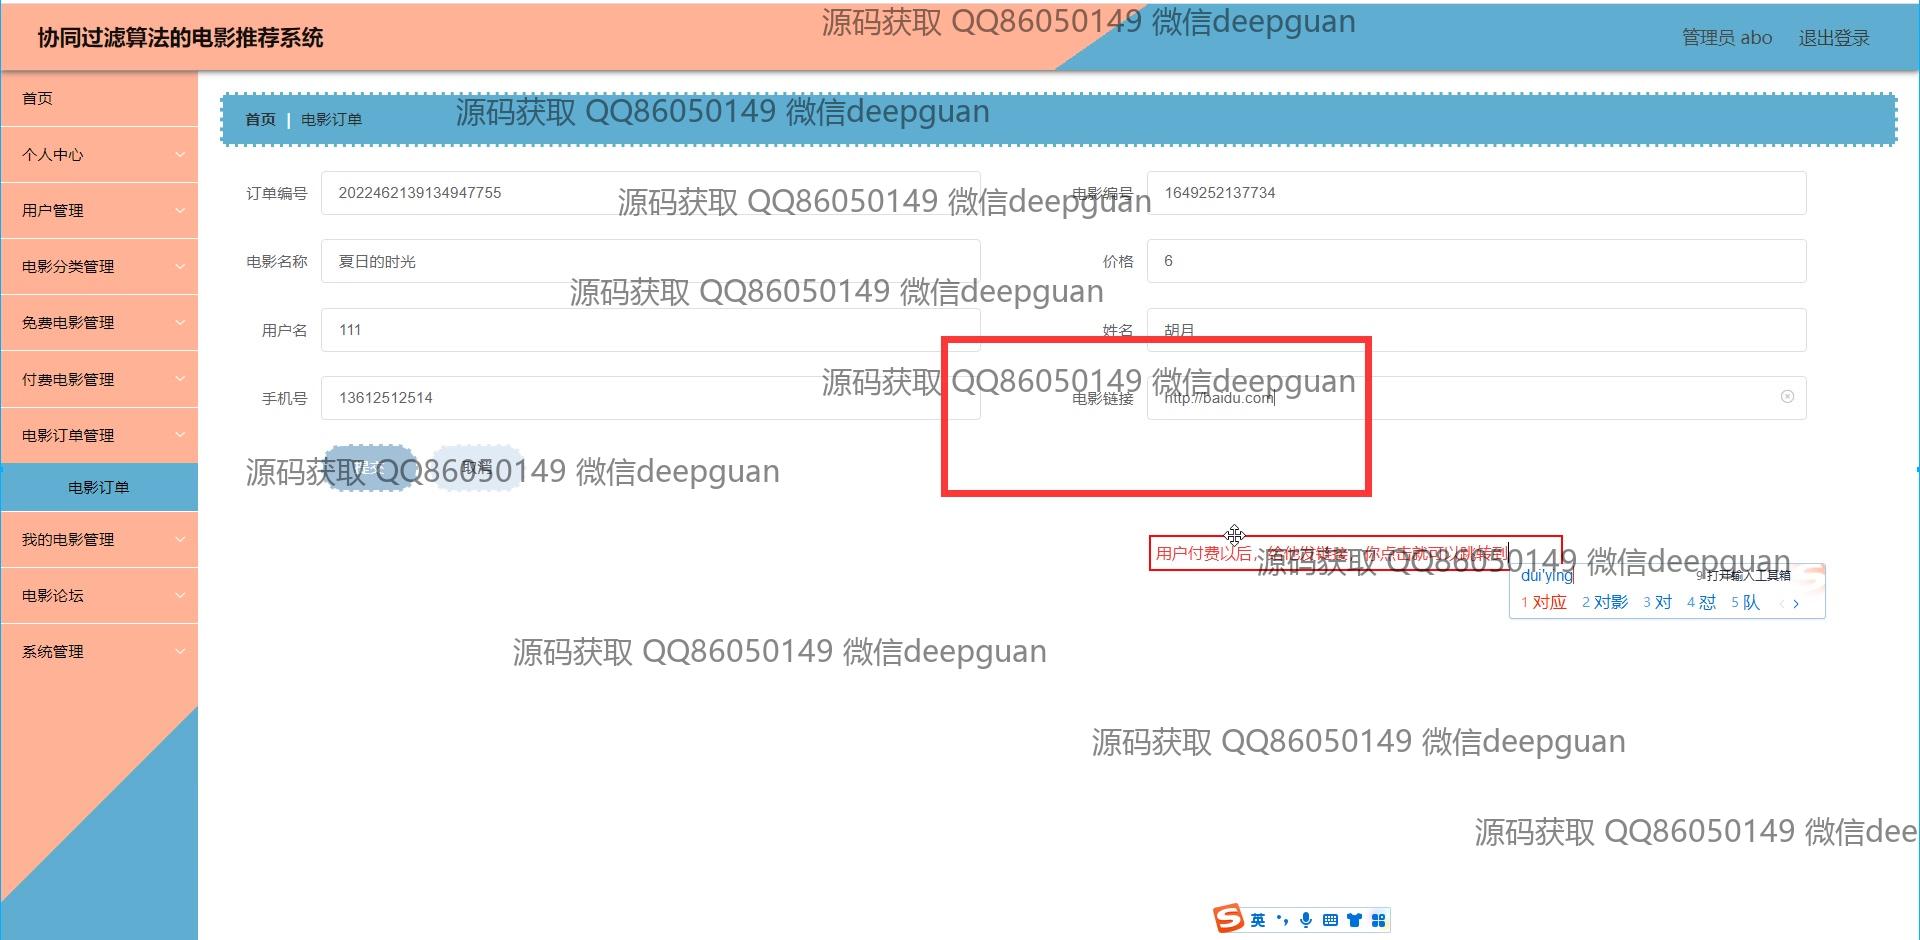 源码获取 QQ86050149 微信deepguan
协同过滤算法的电影推荐系统
管理员 abo 退出登录
首页
个人中心
用户管理
电影分类管理
免费电影管理
付费电影管理
电影订单管理
电影订单
我的电影管理
电影论坛
系统管理
首页 | 电影订单
源码获取 QQ86050149 微信deepguan
订单编号 2022462139134947755
电影编号 1649252137734
源码获取 QQ86050149 微信deepguan
电影名称 夏日的时光
价格 6
源码获取 QQ86050149 微信deepguan
用户名 111
姓名 胡月
源码获取 QQ86050149 微信deepguan
手机号 13612512514
电影链接 http://baidu.com
提交 取消
源码获取 QQ86050149 微信deepguan
用户付费以后，给他发链接，你点击就可以跳转到
源码获取 QQ86050149 微信deepguan
dui'ying
打开输入工具箱
1 对应 2 对影 3 对 4 怼 5 队
源码获取 QQ86050149 微信deepguan
源码获取 QQ86050149 微信deepguan
源码获取 QQ86050149 微信dee
S 英